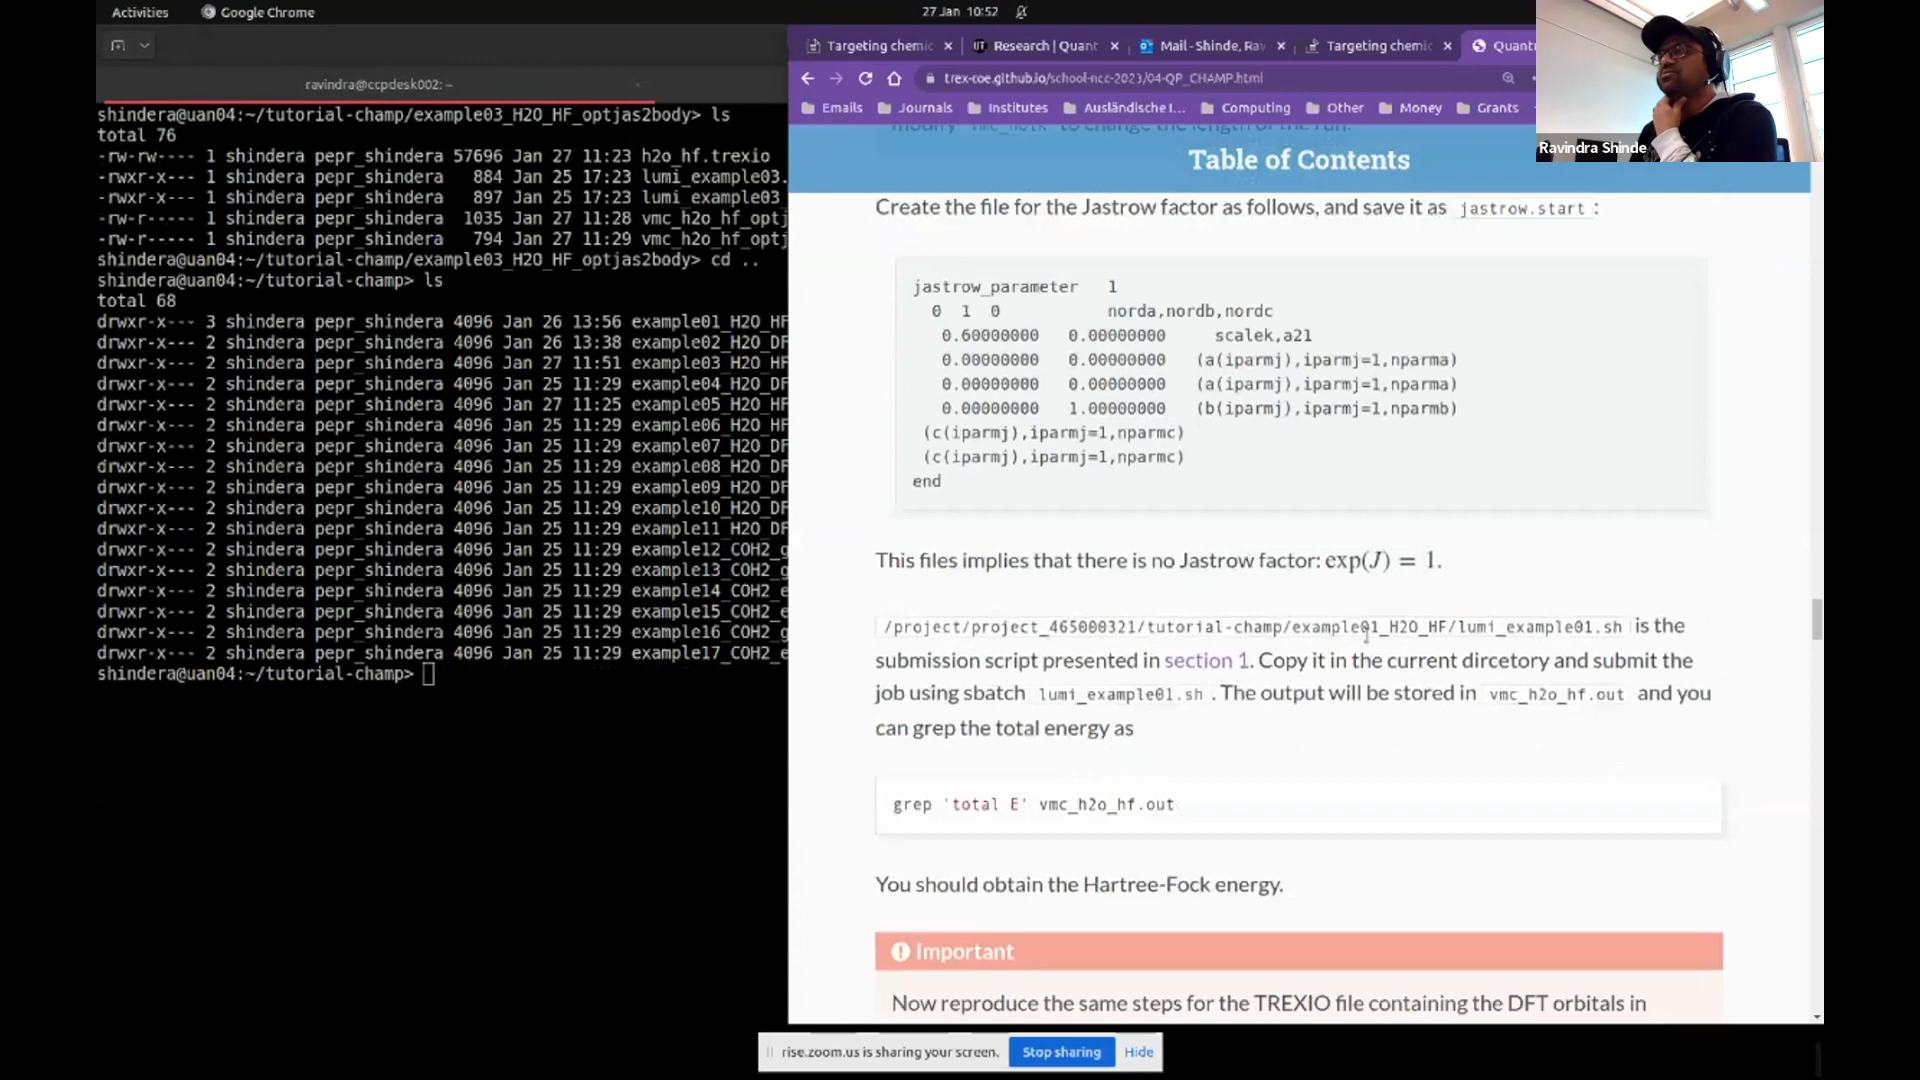 Activities Google Chrome 27 Jan 10:52
ravindra@ccpdesk002: ~
shindera@uan04:~/tutorial-champ/example03_H2O_HF_optjas2body> ls
total 76
-rw-rw---- 1 shindera pepr_shindera 57696 Jan 27 11:23 h2o_hf.trexio
-rwxr-x--- 1 shindera pepr_shindera 884 Jan 25 17:23 lumi_example03.
-rwxr-x--- 1 shindera pepr_shindera 897 Jan 25 17:23 lumi_example03_
-rw-r----- 1 shindera pepr_shindera 1035 Jan 27 11:28 vmc_h2o_hf_optj
-rw-r----- 1 shindera pepr_shindera 794 Jan 27 11:29 vmc_h2o_hf_optj
shindera@uan04:~/tutorial-champ/example03_H2O_HF_optjas2body> cd ..
shindera@uan04:~/tutorial-champ> ls
total 68
drwxr-x--- 3 shindera pepr_shindera 4096 Jan 26 13:56 example01_H2O_HF
drwxr-x--- 2 shindera pepr_shindera 4096 Jan 26 13:38 example02_H2O_DF
drwxr-x--- 2 shindera pepr_shindera 4096 Jan 27 11:51 example03_H2O_HF
drwxr-x--- 2 shindera pepr_shindera 4096 Jan 25 11:29 example04_H2O_DF
drwxr-x--- 2 shindera pepr_shindera 4096 Jan 27 11:25 example05_H2O_HF
drwxr-x--- 2 shindera pepr_shindera 4096 Jan 25 11:29 example06_H2O_HF
drwxr-x--- 2 shindera pepr_shindera 4096 Jan 25 11:29 example07_H2O_DF
drwxr-x--- 2 shindera pepr_shindera 4096 Jan 25 11:29 example08_H2O_DF
drwxr-x--- 2 shindera pepr_shindera 4096 Jan 25 11:29 example09_H2O_DF
drwxr-x--- 2 shindera pepr_shindera 4096 Jan 25 11:29 example10_H2O_DF
drwxr-x--- 2 shindera pepr_shindera 4096 Jan 25 11:29 example11_H2O_DF
drwxr-x--- 2 shindera pepr_shindera 4096 Jan 25 11:29 example12_COH2_g
drwxr-x--- 2 shindera pepr_shindera 4096 Jan 25 11:29 example13_COH2_e
drwxr-x--- 2 shindera pepr_shindera 4096 Jan 25 11:29 example14_COH2_e
drwxr-x--- 2 shindera pepr_shindera 4096 Jan 25 11:29 example15_COH2_e
drwxr-x--- 2 shindera pepr_shindera 4096 Jan 25 11:29 example16_COH2_g
drwxr-x--- 2 shindera pepr_shindera 4096 Jan 25 11:29 example17_COH2_e
shindera@uan04:~/tutorial-champ>
Targeting chemic Research | Quant Mail - Shinde, Rav Targeting chemic Quantu
trex-coe.github.io/school-ncc-2023/04-QP_CHAMP.html
Emails Journals Institutes Ausländische I... Computing Other Money Grants
Ravindra Shinde
modify vmc_nblk to change the length of the run.
Table of Contents
Create the file for the Jastrow factor as follows, and save it as jastrow.start :
jastrow_parameter 1
0 1 0 norda,nordb,nordc
0.60000000 0.00000000 scalek,a21
0.00000000 0.00000000 (a(iparmj),iparmj=1,nparma)
0.00000000 0.00000000 (a(iparmj),iparmj=1,nparma)
0.00000000 1.00000000 (b(iparmj),iparmj=1,nparmb)
(c(iparmj),iparmj=1,nparmc)
(c(iparmj),iparmj=1,nparmc)
end
This files implies that there is no Jastrow factor: exp(J) = 1.
/project/project_465000321/tutorial-champ/example01_H2O_HF/lumi_example01.sh is the
submission script presented in section 1. Copy it in the current dircetory and submit the
job using sbatch lumi_example01.sh . The output will be stored in vmc_h2o_hf.out and you
can grep the total energy as
grep 'total E' vmc_h2o_hf.out
You should obtain the Hartree-Fock energy.
Important
Now reproduce the same steps for the TREXIO file containing the DFT orbitals in
rise.zoom.us is sharing your screen. Stop sharing Hide